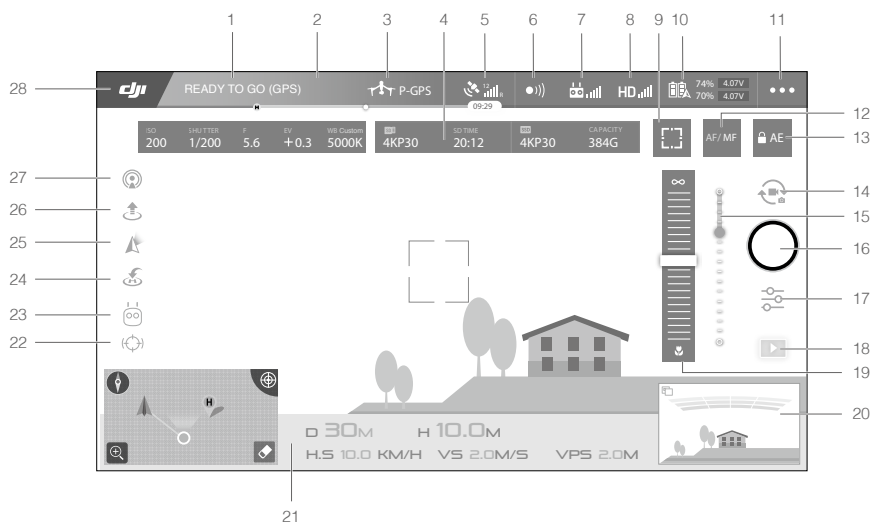 1 2 3 4 5 6 7 8 9 10 11
28 dji READY TO GO (GPS) P-GPS 12 R HD 74% 4.07V
70% 4.07V
H 09:29
12
13
ISO SHUTTER F EV WB Custom SD TIME CAPACITY
200 1/200 5.6 +0.3 5000K 4KP30 20:12 4KP30 384G AF/ MF AE
27 ∞ 14
26 15
25 16
24
23 17
22 18
19
20
H
D 30M H 10.0M
H.S 10.0 KM/H VS 2.0M/S VPS 2.0M
21